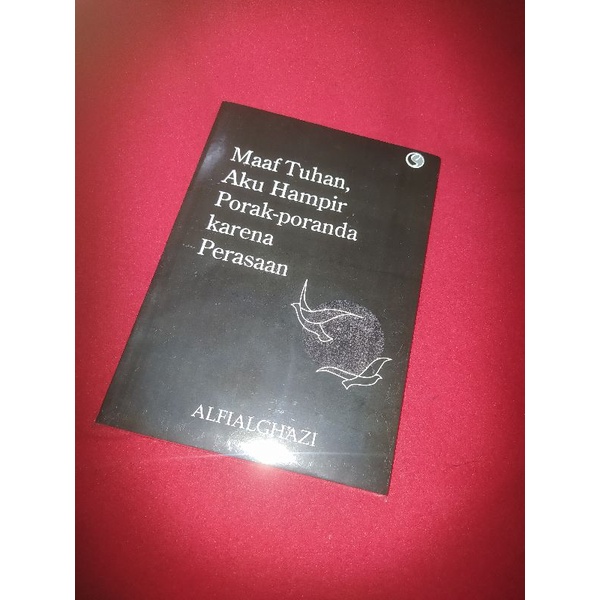 Maaf Tuhan,
Aku Hampir
Porak-poranda
karena
Perasaan
ALFIALGHAZI